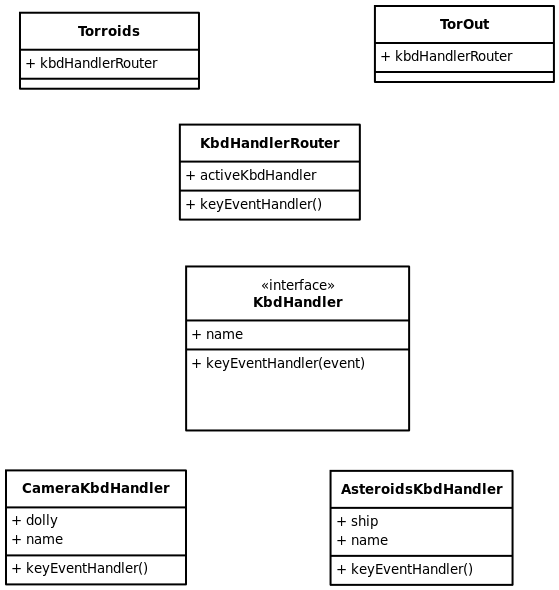 Torroids
+ kbdHandlerRouter
TorOut
+ kbdHandlerRouter
KbdHandlerRouter
+ activeKbdHandler
+ keyEventHandler()
«interface»
KbdHandler
+ name
+ keyEventHandler(event)
CameraKbdHandler
+ dolly
+ name
+ keyEventHandler()
AsteroidsKbdHandler
+ ship
+ name
+ keyEventHandler()